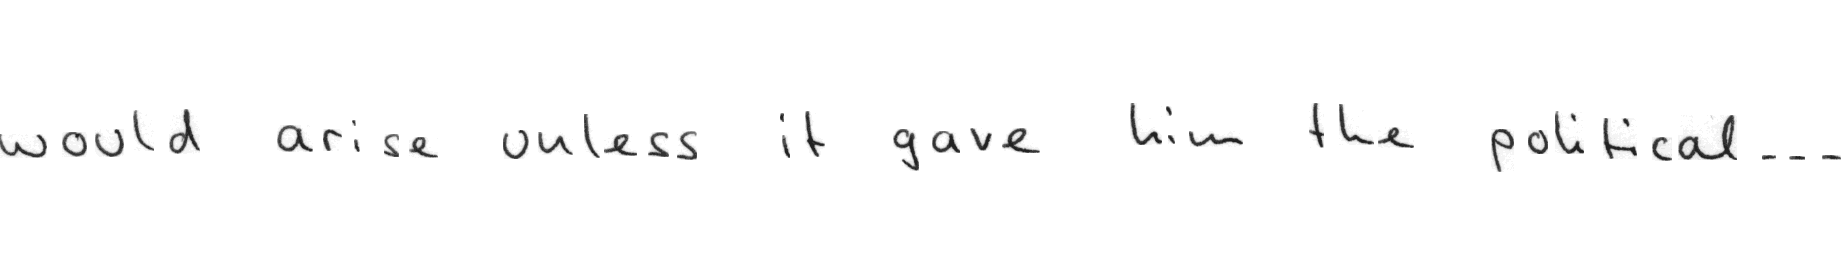 would arise unless it gave him the political---